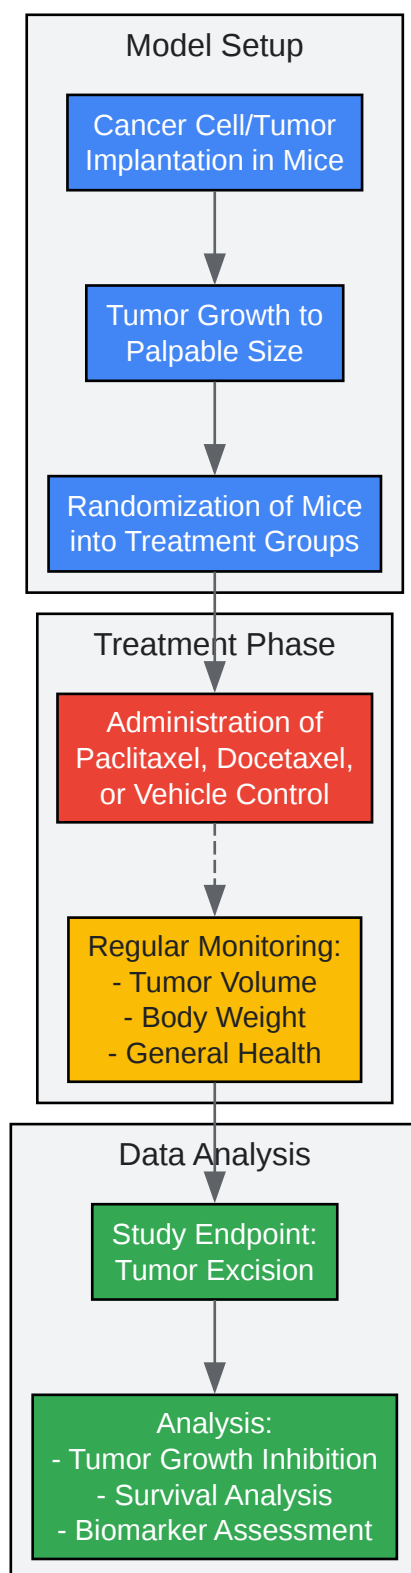 Model Setup
Cancer Cell/Tumor
Implantation in Mice
Tumor Growth to
Palpable Size
Randomization of Mice
into Treatment Groups
Treatment Phase
Administration of
Paclitaxel, Docetaxel,
or Vehicle Control
Regular Monitoring:
- Tumor Volume
- Body Weight
- General Health
Data Analysis
Study Endpoint:
Tumor Excision
Analysis:
- Tumor Growth Inhibition
- Survival Analysis
- Biomarker Assessment